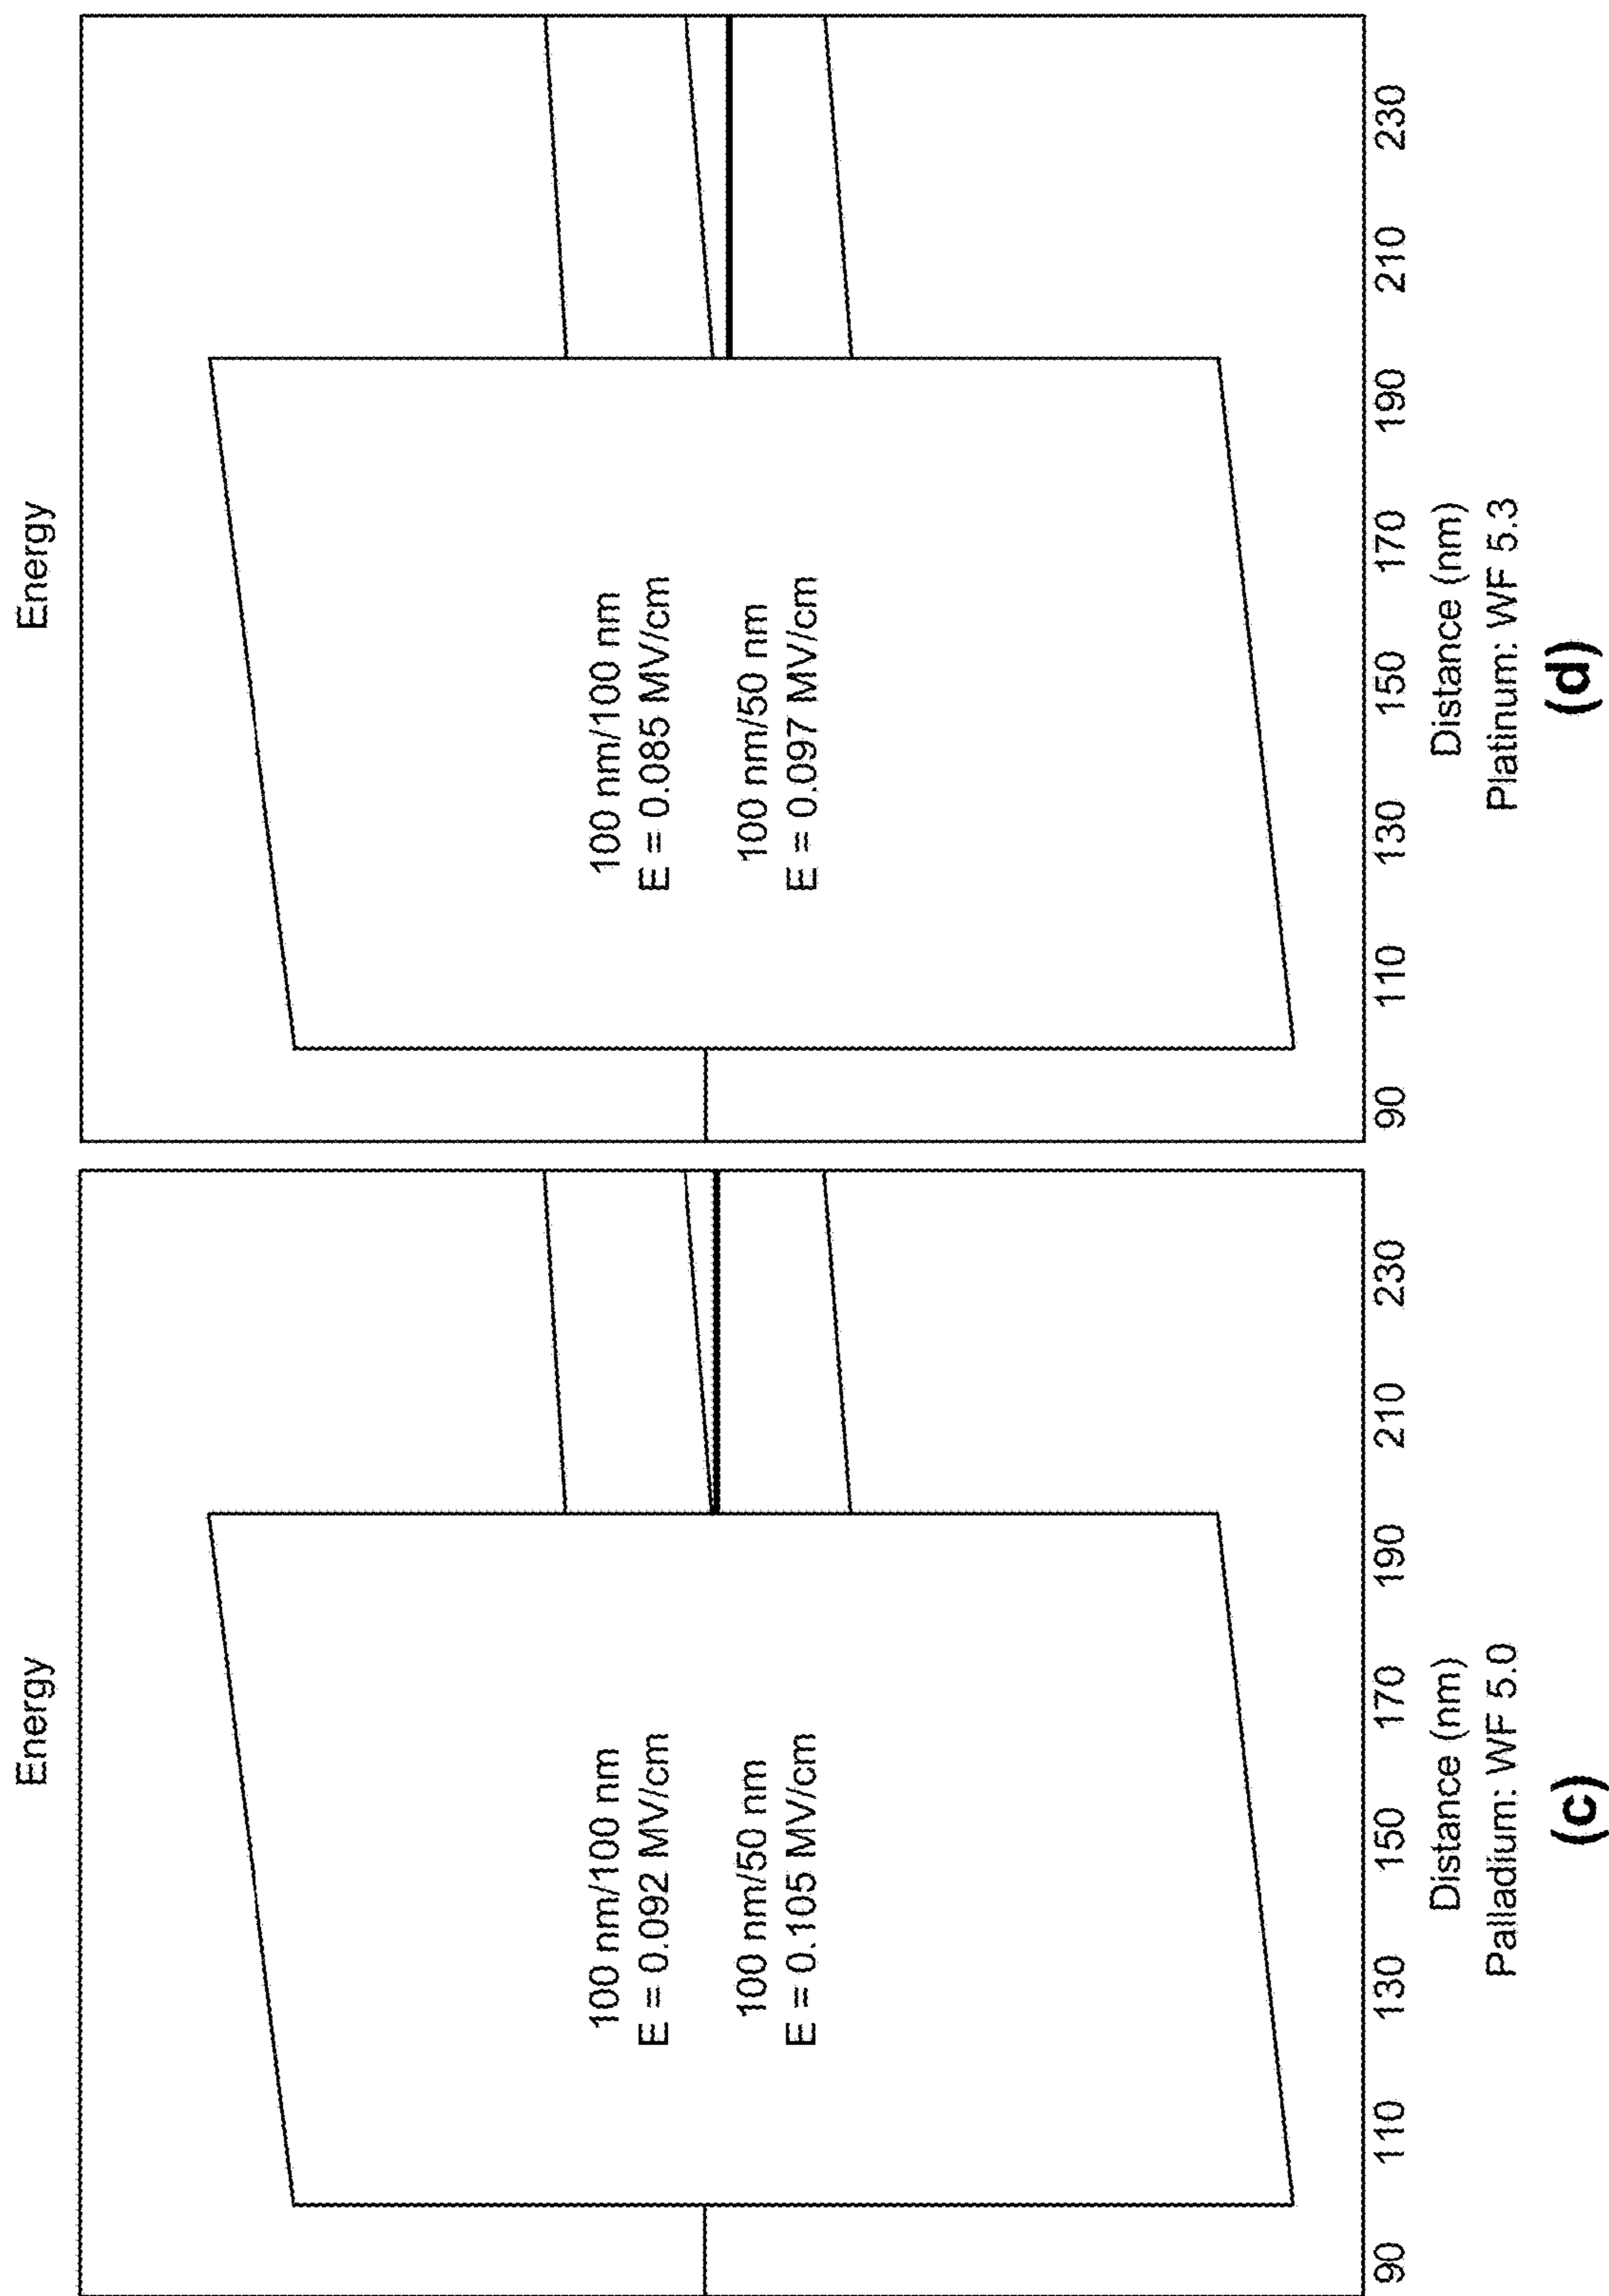 Energy
100 nm/100 nm
E = 0.092 MV/cm
100 nm/50 nm
E = 0.105 MV/cm
90 110 130 150 170 190 210 230
Distance (nm)
Palladium: WF 5.0
(c)
Energy
100 nm/100 nm
E = 0.085 MV/cm
100 nm/50 nm
E = 0.097 MV/cm
90 110 130 150 170 190 210 230
Distance (nm)
Platinum: WF 5.3
(d)